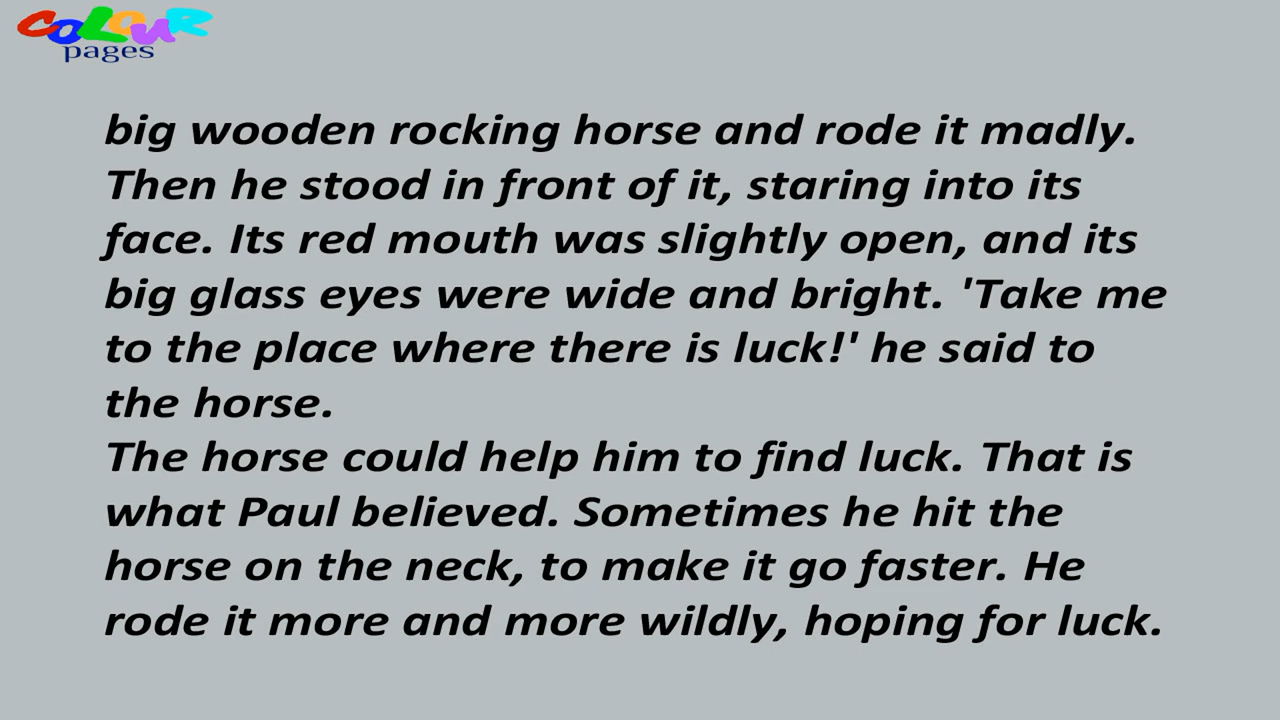 COLOUR
pages
big wooden rocking horse and rode it madly.
Then he stood in front of it, staring into its
face. Its red mouth was slightly open, and its
big glass eyes were wide and bright. 'Take me
to the place where there is luck!' he said to
the horse.
The horse could help him to find luck. That is
what Paul believed. Sometimes he hit the
horse on the neck, to make it go faster. He
rode it more and more wildly, hoping for luck.